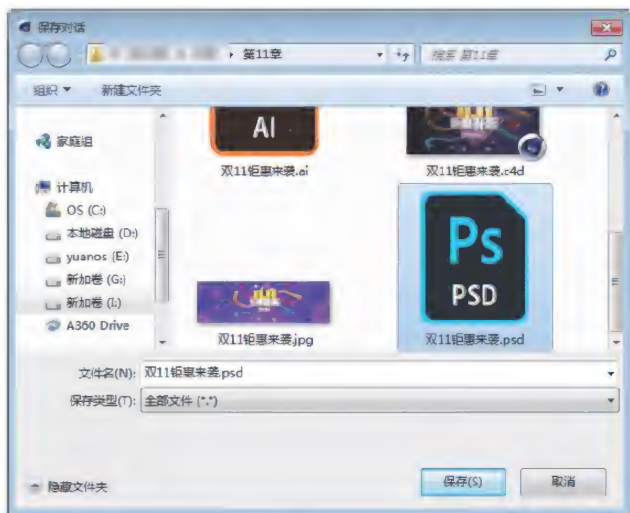 保存对话
第11章
搜索 第11章
组织
新建文件夹
家庭组
计算机
OS (C:)
本地磁盘 (D:)
yuanos (E:)
新加卷 (G:)
新加卷 (I:)
A360 Drive
AI
双11钜惠来袭.ai
双11钜惠来袭.c4d
双11钜惠来袭.jpg
Ps
PSD
双11钜惠来袭.psd
文件名(N): 双11钜惠来袭.psd
保存类型(T): 全部文件 (*.*)
隐藏文件夹
保存(S)
取消